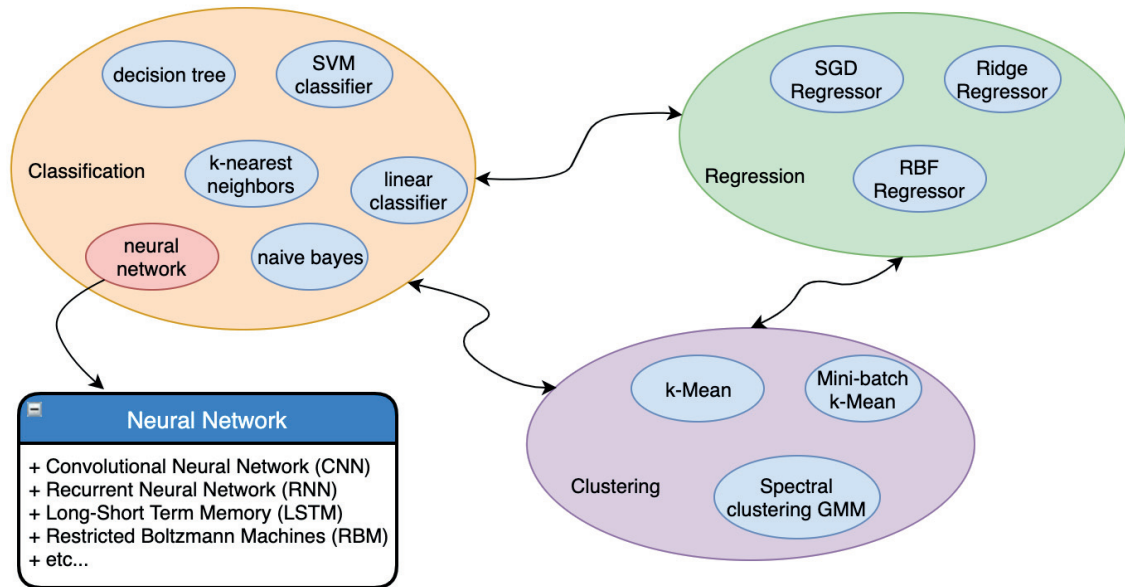 decision tree
SVM
classifier
Classification
k-nearest
neighbors
linear
classifier
neural
network
naive bayes
SGD
Regressor
Ridge
Regressor
Regression
RBF
Regressor
k-Mean
Mini-batch
k-Mean
Clustering
Spectral
clustering GMM
Neural Network
+ Convolutional Neural Network (CNN)
+ Recurrent Neural Network (RNN)
+ Long-Short Term Memory (LSTM)
+ Restricted Boltzmann Machines (RBM)
+ etc...